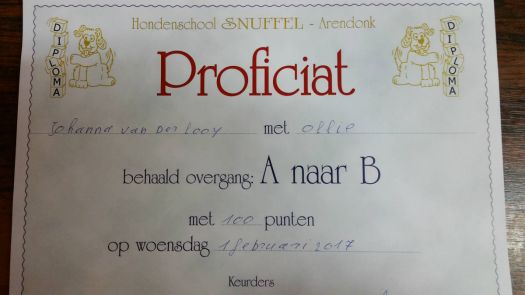 Hondenschool SNUFFEL - Arendonk
DIPLOMA
DIPLOMA
Proficiat
Johanna van der Looy met Ollie
behaald overgang: A naar B
met 100 punten
op woensdag 1 februari 2017
Keurders